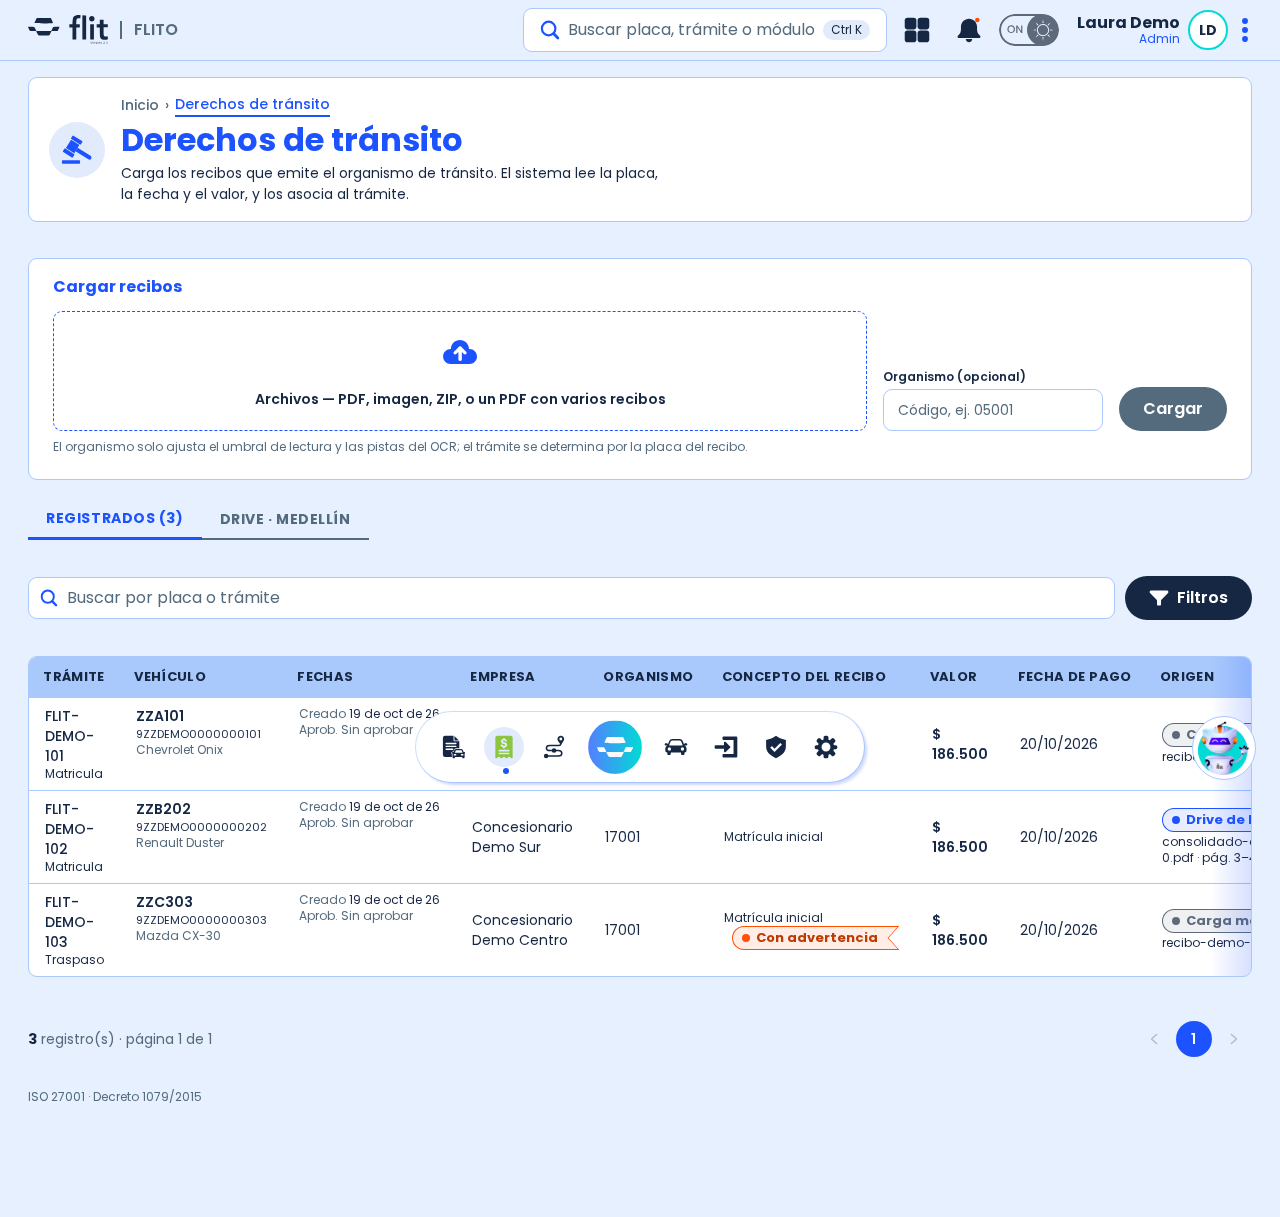 flit | FLITO
Buscar placa, trámite o módulo Ctrl K
ON
Laura Demo
Admin
LD
Inicio › Derechos de tránsito
Derechos de tránsito
Carga los recibos que emite el organismo de tránsito. El sistema lee la placa,
la fecha y el valor, y los asocia al trámite.
Cargar recibos
Archivos — PDF, imagen, ZIP, o un PDF con varios recibos
Organismo (opcional)
Código, ej. 05001
Cargar
El organismo solo ajusta el umbral de lectura y las pistas del OCR; el trámite se determina por la placa del recibo.
REGISTRADOS (3) DRIVE · MEDELLÍN
Buscar por placa o trámite
Filtros
TRÁMITE VEHÍCULO FECHAS EMPRESA ORGANISMO CONCEPTO DEL RECIBO VALOR FECHA DE PAGO ORIGEN
FLIT-
DEMO-
101
Matricula
ZZA101
9ZZDEMO0000000101
Chevrolet Onix
Creado 19 de oct de 26
Aprob. Sin aprobar
$
186.500
20/10/2026
FLIT-
DEMO-
102
Matricula
ZZB202
9ZZDEMO0000000202
Renault Duster
Creado 19 de oct de 26
Aprob. Sin aprobar
Concesionario
Demo Sur
17001
Matrícula inicial
$
186.500
20/10/2026
Drive de
consolidado-
0.pdf · pág. 3–
FLIT-
DEMO-
103
Traspaso
ZZC303
9ZZDEMO0000000303
Mazda CX-30
Creado 19 de oct de 26
Aprob. Sin aprobar
Concesionario
Demo Centro
17001
Matrícula inicial
Con advertencia
$
186.500
20/10/2026
Carga
recibo-demo-
3 registro(s) · página 1 de 1
1
ISO 27001 · Decreto 1079/2015